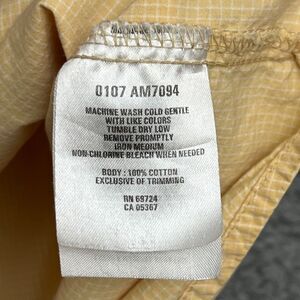 0107 AM7094
MACHINE WASH COLD GENTLE
WITH LIKE COLORS
TUMBLE DRY LOW
REMOVE PROMPTLY
IRON MEDIUM
NON-CHLORINE BLEACH WHEN NEEDED
BODY : 100% COTTON
EXCLUSIVE OF TRIMMING
RN 69724
CA 05367